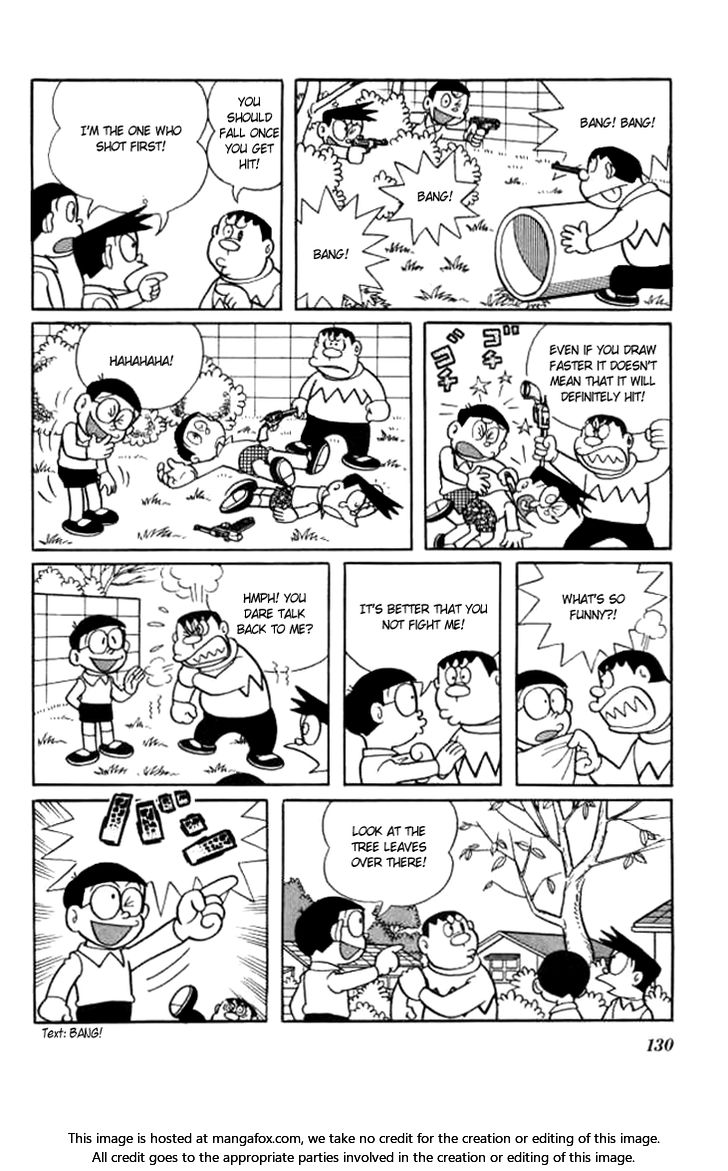 BANG! BANG!
BANG!
BANG!
YOU
SHOULD
FALL ONCE
YOU GET
HIT!
I'M THE ONE WHO
SHOT FIRST!
EVEN IF YOU DRAW
FASTER IT DOESN'T
MEAN THAT IT WILL
DEFINITELY HIT!
ゴチ
ゴチ
HAHAHAHA!
WHAT'S SO
FUNNY?!
IT'S BETTER THAT YOU
NOT FIGHT ME!
HMPH! YOU
DARE TALK
BACK TO ME?
LOOK AT THE
TREE LEAVES
OVER THERE!
Text: BANG!
130
This image is hosted at mangafox.com, we take no credit for the creation or editing of this image.
All credit goes to the appropriate parties involved in the creation or editing of this image.